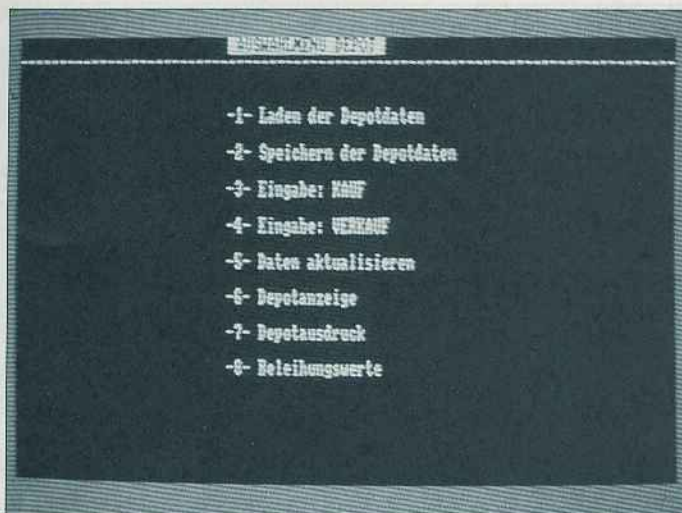 AUSWAHLMENU DEPOT
-1- Laden der Depotdaten
-2- Speichern der Depotdaten
-3- Eingabe: KAUF
-4- Eingabe: VERKAUF
-5- Daten aktualisieren
-6- Depotanzeige
-7- Depotausdruck
-8- Beleihungswerte